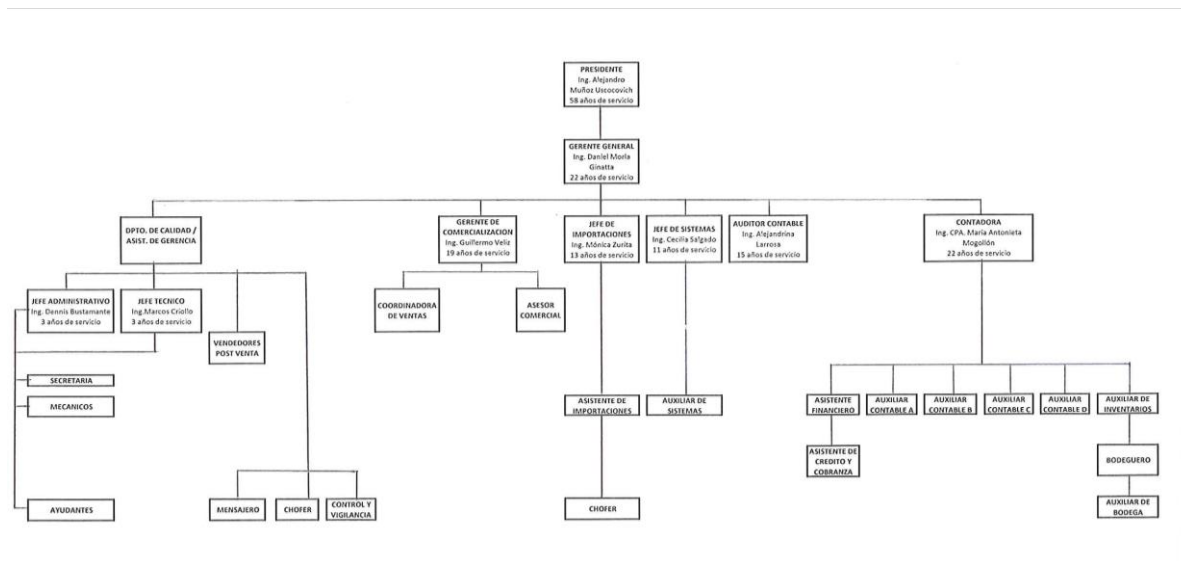 PRESIDENTE
Ing. Alejandro
Muñoz Uscocovich
58 años de servicio
GERENTE GENERAL
Ing. Daniel Morla
Ginatta
22 años de servicio
DPTO. DE CALIDAD /
ASIST. DE GERENCIA
GERENTE DE
COMERCIALIZACION
Ing. Guillermo Veliz
19 años de servicio
JEFE DE
IMPORTACIONES
Ing. Mónica Zurita
13 años de servicio
JEFE DE SISTEMAS
Ing. Cecilia Salgado
11 años de servicio
AUDITOR CONTABLE
Ing. Alejandrina
Larrosa
15 años de servicio
CONTADORA
Ing. CPA. María Antonieta
Mogollón
22 años de servicio
JEFE ADMINISTRATIVO
Ing. Dennis Bustamante
3 años de servicio
JEFE TECNICO
Ing.Marcos Criollo
3 años de servicio
VENDEDORES
POST VENTA
COORDINADORA
DE VENTAS
ASESOR
COMERCIAL
SECRETARIA
MECANICOS
ASISTENTE DE
IMPORTACIONES
AUXILIAR DE
SISTEMAS
ASISTENTE
FINANCIERO
AUXILIAR
CONTABLE A
AUXILIAR
CONTABLE B
AUXILIAR
CONTABLE C
AUXILIAR
CONTABLE D
AUXILIAR DE
INVENTARIOS
ASISTENTE DE
CREDITO Y
COBRANZA
BODEGUERO
AYUDANTES
MENSAJERO
CHOFER
CONTROL Y
VIGILANCIA
CHOFER
AUXILIAR DE
BODEGA